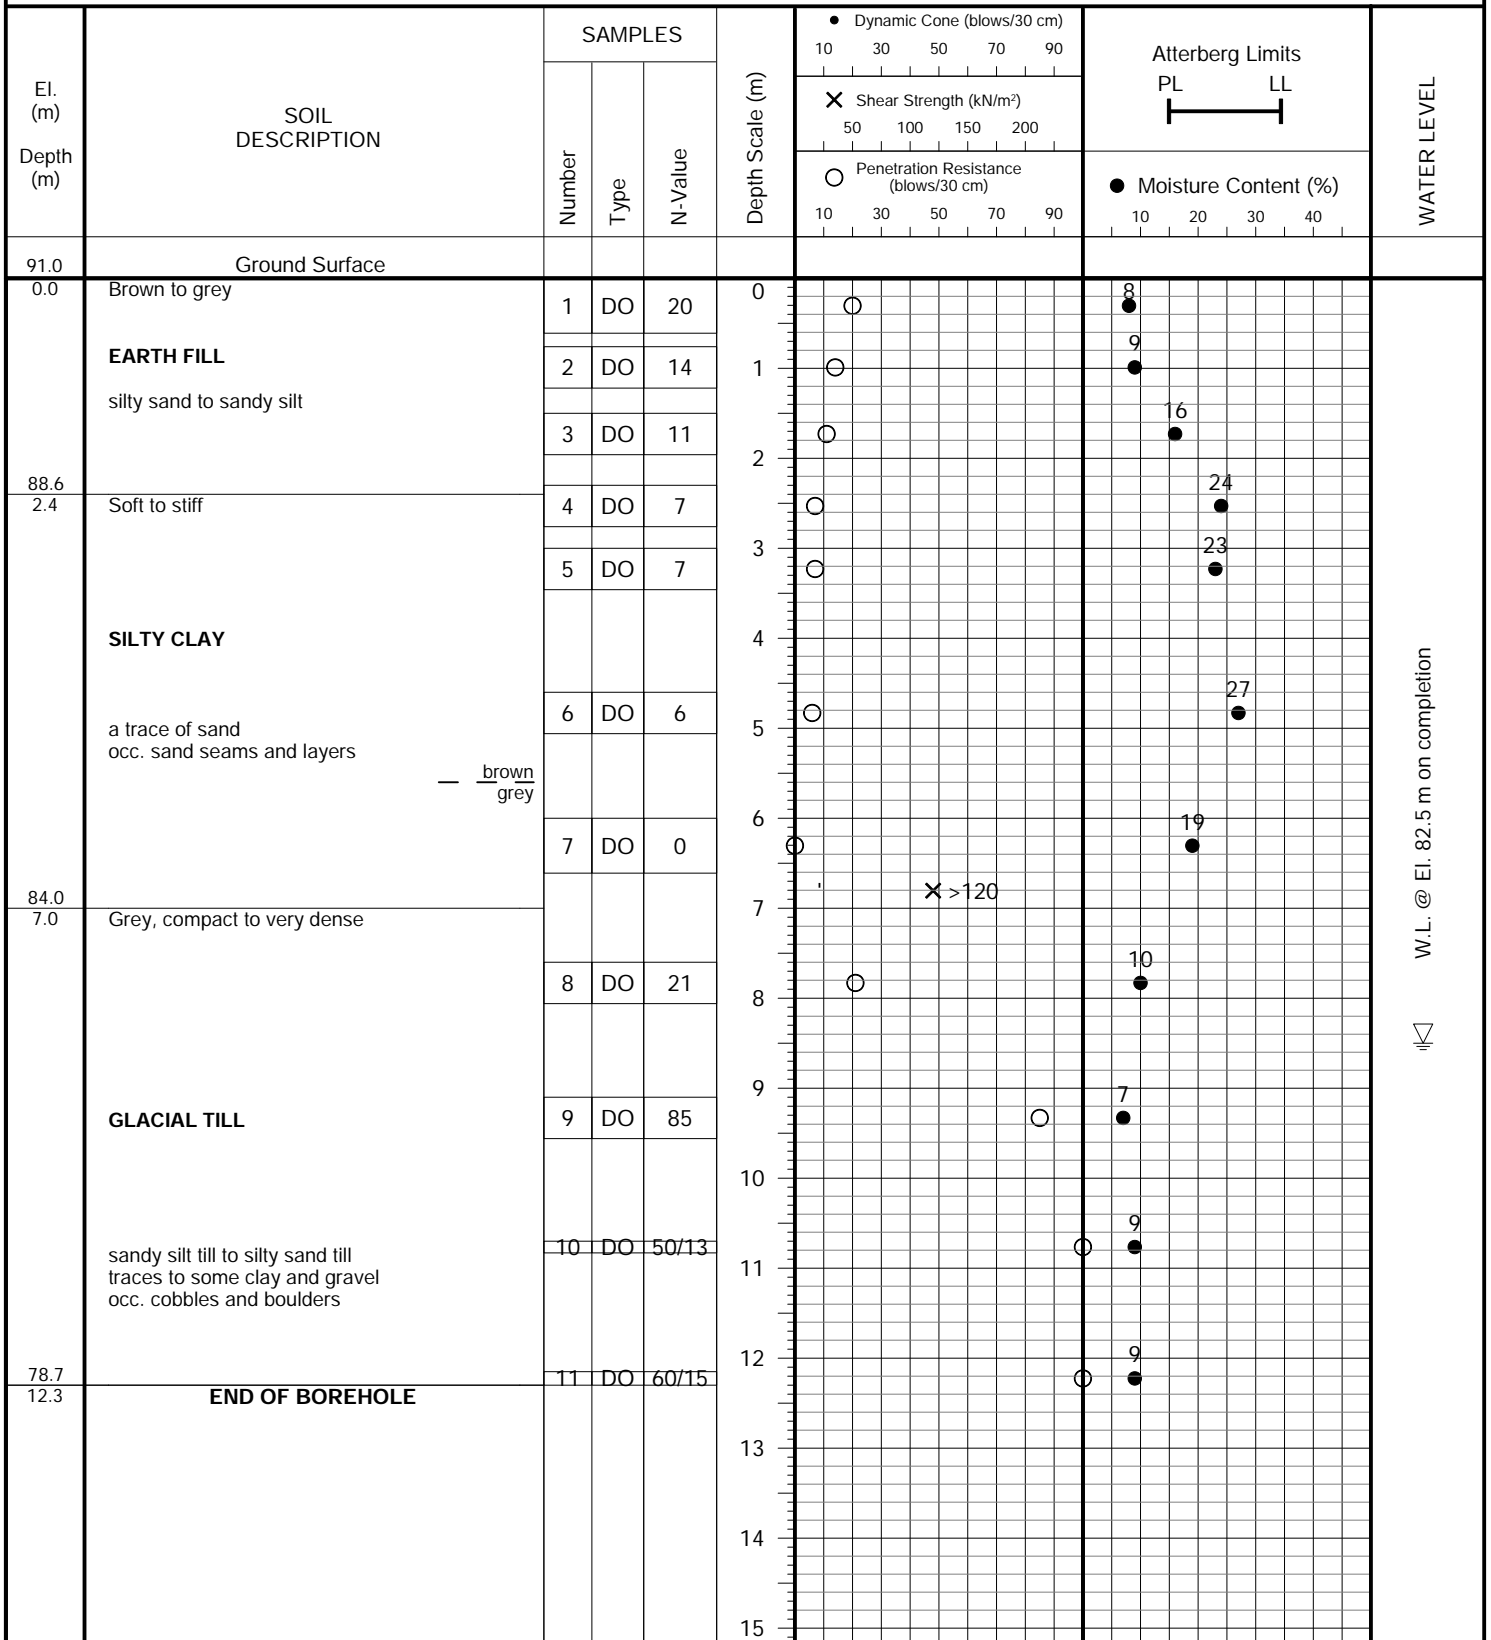 El.
(m)
Depth
(m)
SOIL
DESCRIPTION
SAMPLES
Number
Type
N-Value
Depth Scale (m)
Dynamic Cone (blows/30 cm)
10 30 50 70 90
Shear Strength (kN/m²)
50 100 150 200
Penetration Resistance
(blows/30 cm)
10 30 50 70 90
Atterberg Limits
PL LL
Moisture Content (%)
10 20 30 40
WATER LEVEL
91.0 Ground Surface
0.0 Brown to grey
0
1 DO 20
8
EARTH FILL
2 DO 14
1
9
silty sand to sandy silt
3 DO 11
16
2
88.6
2.4 Soft to stiff
4 DO 7
24
3
5 DO 7
23
SILTY CLAY
4
6 DO 6
27
a trace of sand
occ. sand seams and layers
5
brown
grey
6
7 DO 0
19
>120
84.0
7.0 Grey, compact to very dense
7
8 DO 21
10
8
9
GLACIAL TILL
9 DO 85
7
10
sandy silt till to silty sand till
traces to some clay and gravel
occ. cobbles and boulders
10 DO 50/13
9
11
12
78.7
12.3
11 DO 60/15
9
END OF BOREHOLE
13
14
15
W.L. @ El. 82.5 m on completion